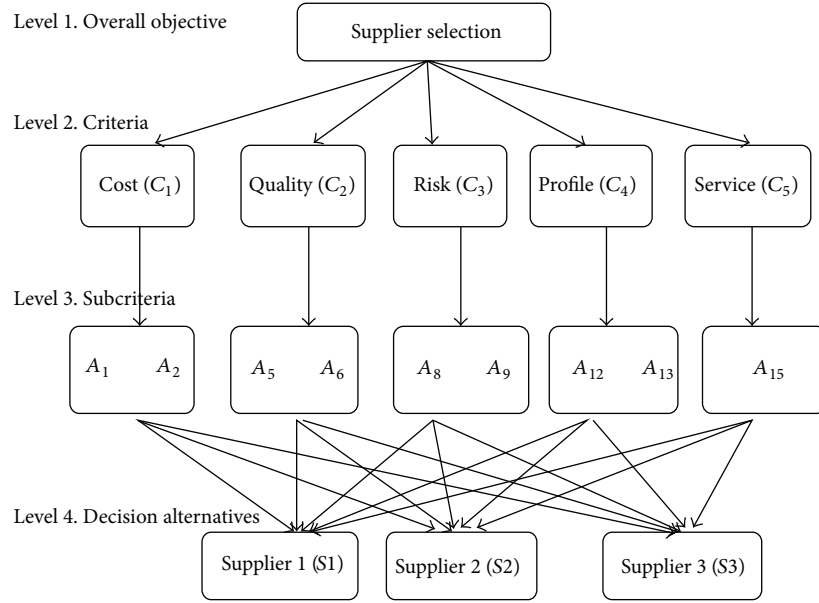 Level 1. Overall objective
Supplier selection
Level 2. Criteria
Cost (C₁)
Quality (C₂)
Risk (C₃)
Profile (C₄)
Service (C₅)
Level 3. Subcriteria
A₁ A₂
A₅ A₆
A₈ A₉
A₁₂ A₁₃
A₁₅
Level 4. Decision alternatives
Supplier 1 (S1)
Supplier 2 (S2)
Supplier 3 (S3)